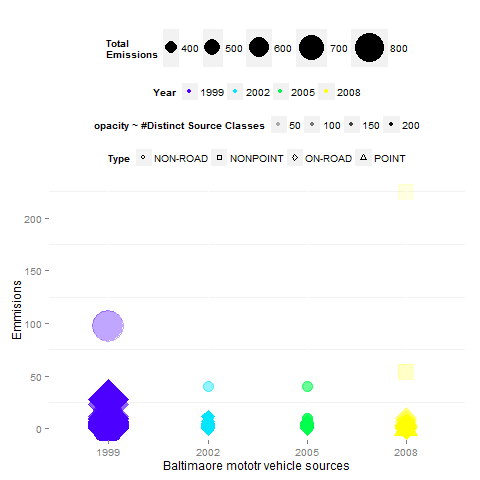 Total
Emissions 400 500 600 700 800
Year 1999 2002 2005 2008
opacity ~ #Distinct Source Classes 50 100 150 200
Type NON-ROAD NONPOINT ON-ROAD POINT
Emmisions
200
150
100
50
0
1999 2002 2005 2008
Baltimaore mototr vehicle sources